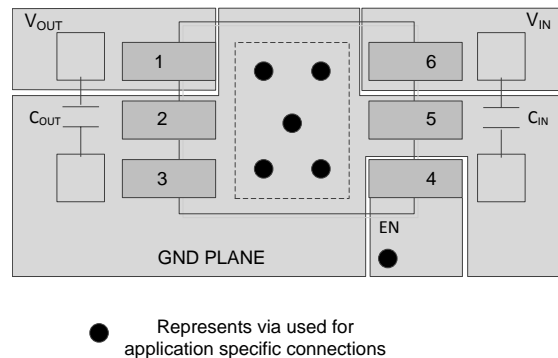 VOUT
VIN
1
6
COUT
2
5
CIN
3
4
EN
GND PLANE
Represents via used for
application specific connections